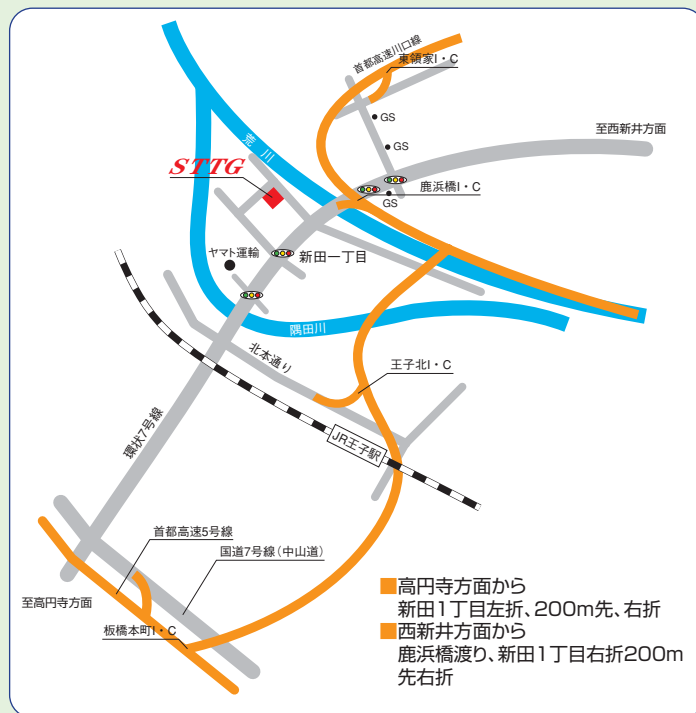 首都高速川口線
東領家I・C
GS
至西新井方面
荒川
GS
STTG
鹿浜橋I・C
GS
ヤマト運輸
新田一丁目
隅田川
北本通り
王子北I・C
環状7号線
JR王子駅
首都高速5号線
国道7号線(中山道)
至高円寺方面
板橋本町I・C
■高円寺方面から
新田1丁目左折、200m先、右折
■西新井方面から
鹿浜橋渡り、新田1丁目右折200m
先右折